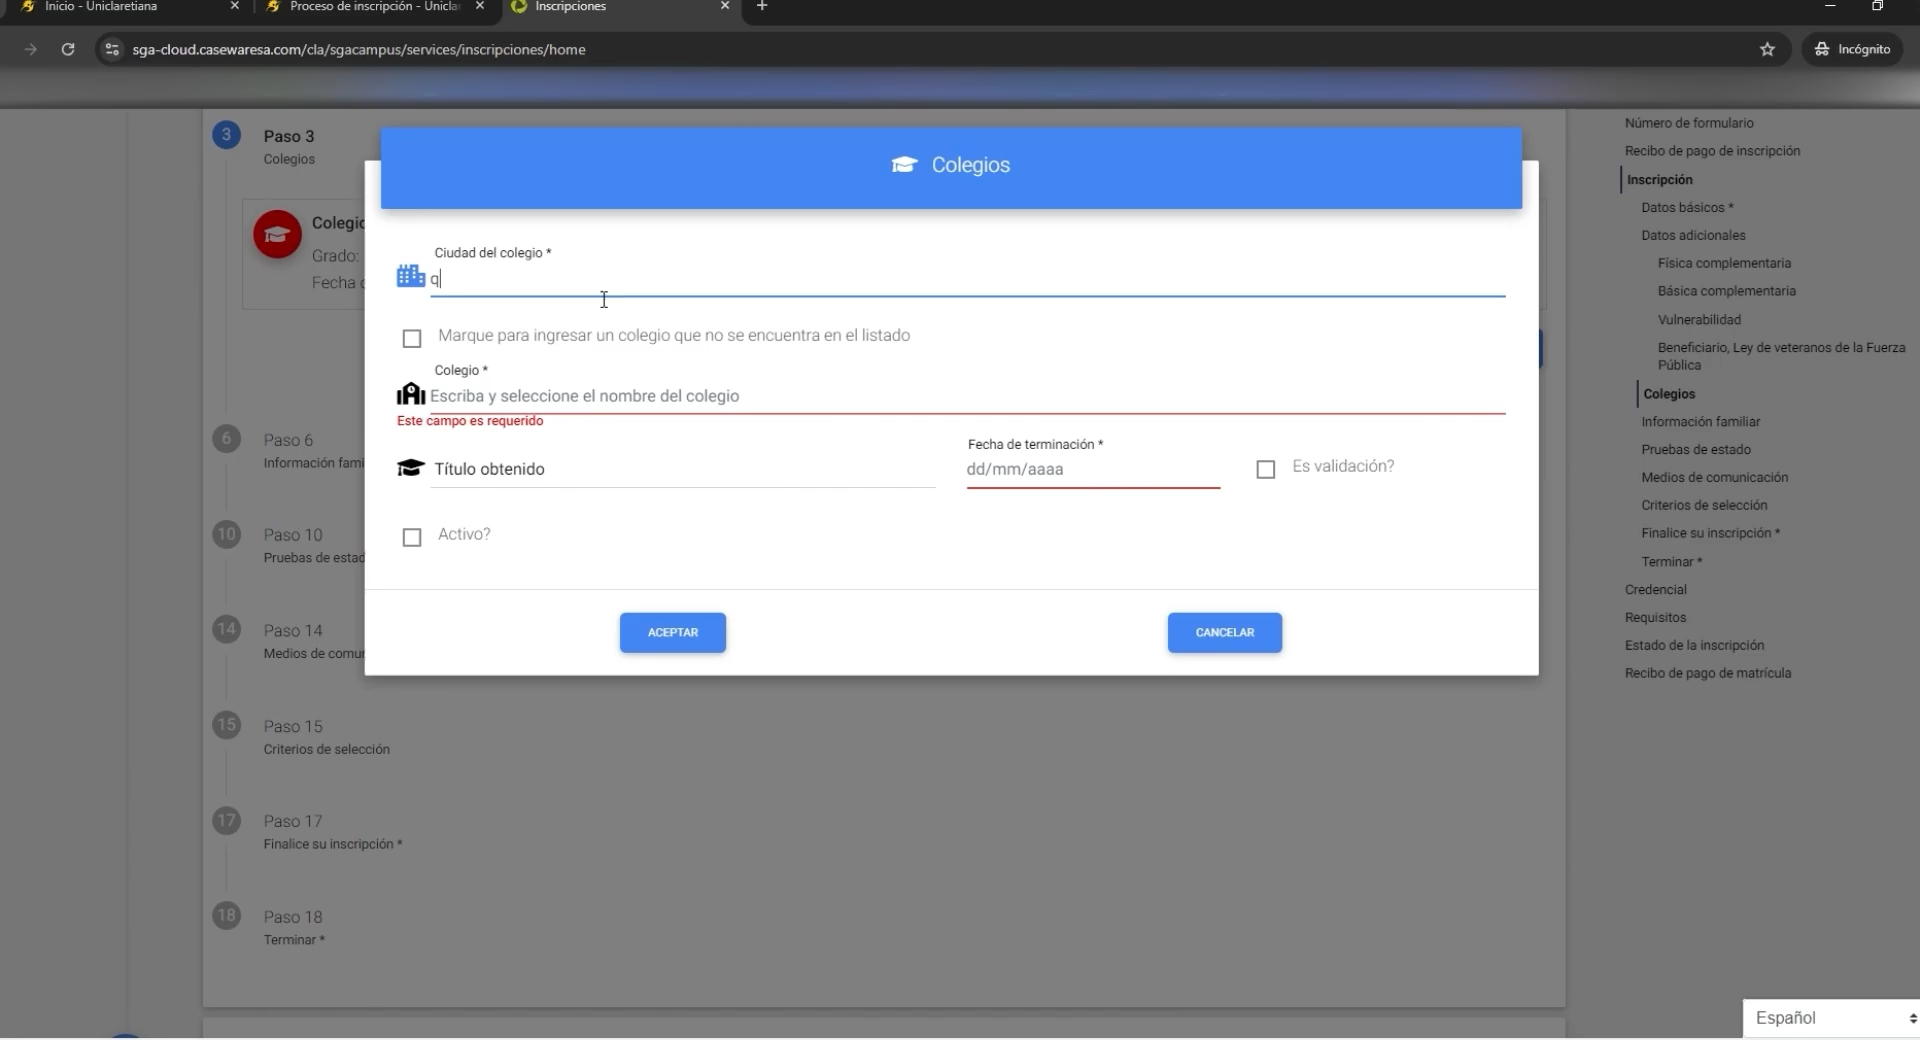 Inicio - Uniclaretiana
Proceso de inscripción - Unicla
Inscripciones
sga-cloud.casewaresa.com/cla/sgacampus/services/inscripciones/home
Incógnito
3
Paso 3
Colegios
Grado:
Colegios
Ciudad del colegio *
q
Marque para ingresar un colegio que no se encuentra en el listado
Colegio *
Escriba y seleccione el nombre del colegio
Este campo es requerido
Título obtenido
Fecha de terminación *
dd/mm/aaaa
Es validación?
Activo?
ACEPTAR
CANCELAR
6
Paso 6
Información fami
10
Paso 10
Pruebas de estad
14
Paso 14
Medios de comu
15
Paso 15
Criterios de selección
17
Paso 17
Finalice su inscripción *
18
Paso 18
Terminar *
Número de formulario
Recibo de pago de inscripción
Inscripción
Datos básicos *
Datos adicionales
Física complementaria
Básica complementaria
Vulnerabilidad
Beneficiario, Ley de veteranos de la Fuerza
Pública
Colegios
Información familiar
Pruebas de estado
Medios de comunicación
Criterios de selección
Finalice su inscripción *
Terminar *
Credencial
Requisitos
Estado de la inscripción
Recibo de pago de matrícula
Español